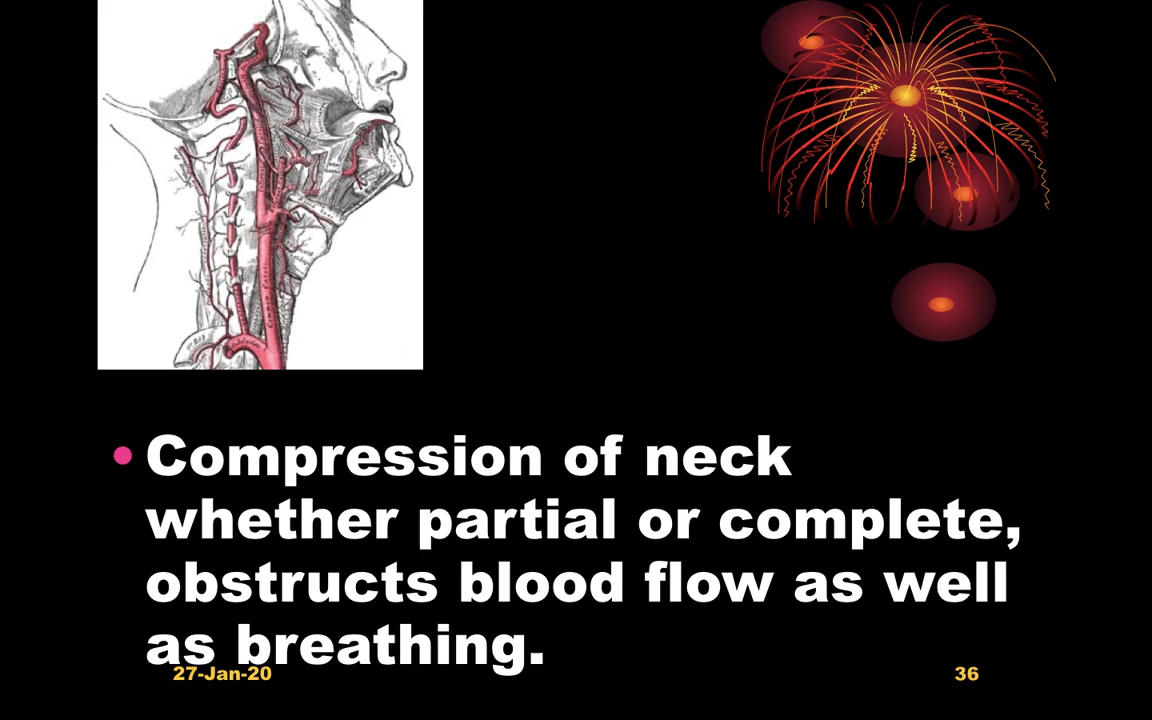 • Compression of neck
whether partial or complete,
obstructs blood flow as well
as breathing.
27-Jan-20
36